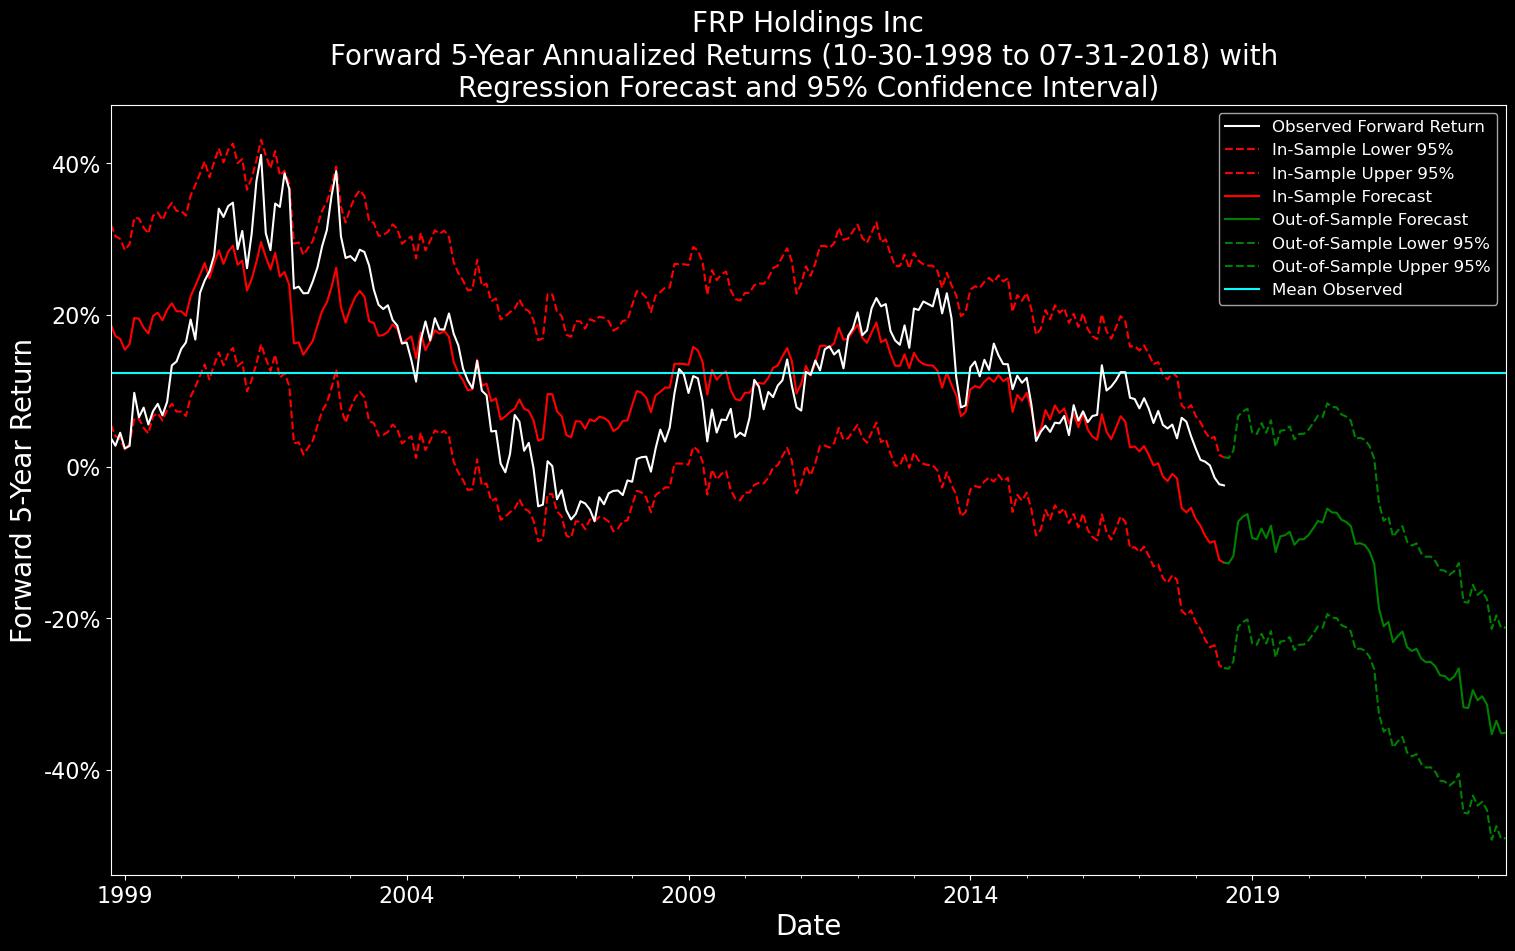 FRP Holdings Inc
Forward 5-Year Annualized Returns (10-30-1998 to 07-31-2018) with
Regression Forecast and 95% Confidence Interval)
Observed Forward Return
In-Sample Lower 95%
In-Sample Upper 95%
In-Sample Forecast
Out-of-Sample Forecast
Out-of-Sample Lower 95%
Out-of-Sample Upper 95%
Mean Observed
Forward 5-Year Return
40%
20%
0%
-20%
-40%
1999 2004 2009 2014 2019
Date